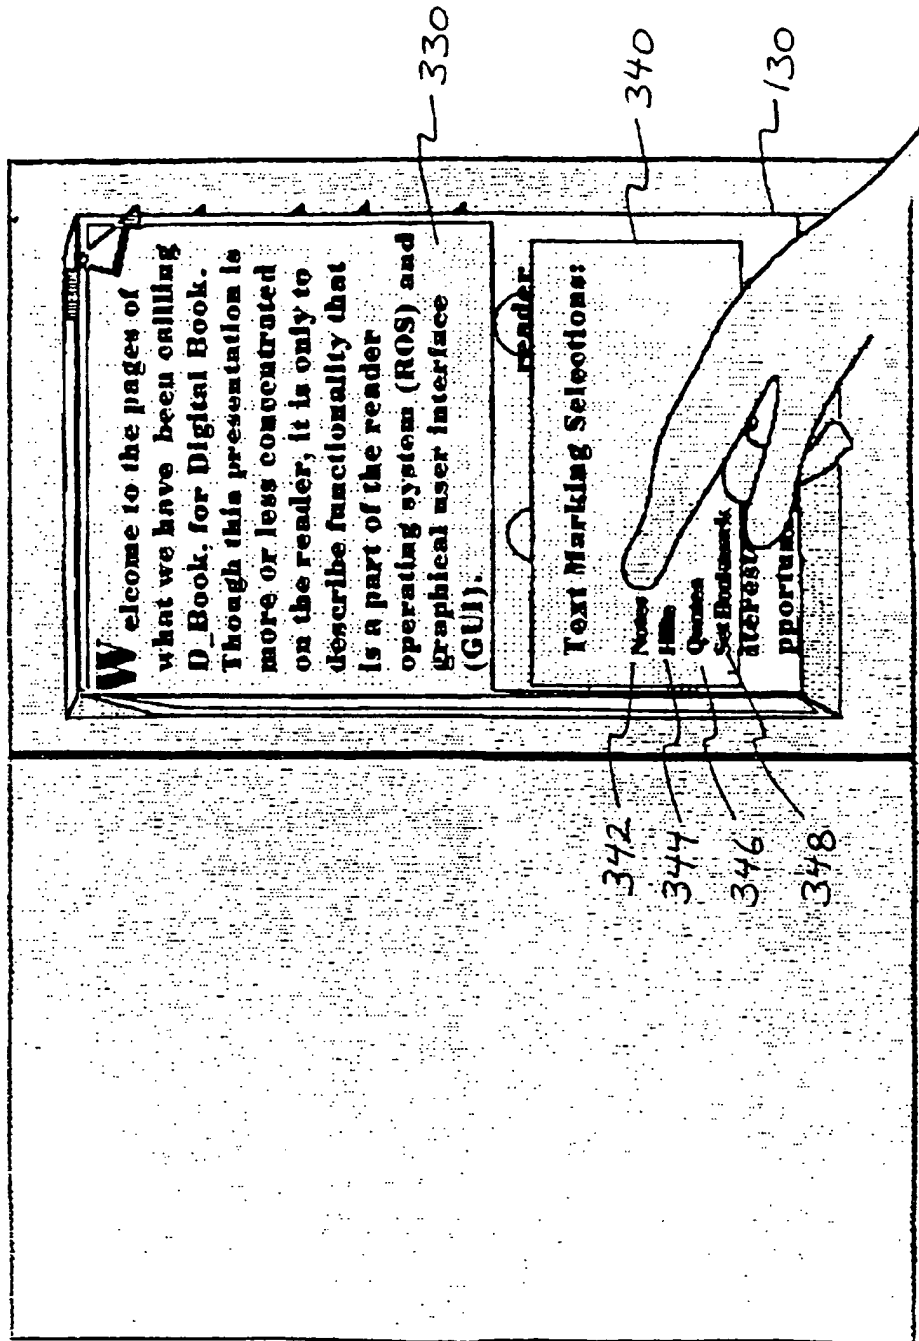 Welcome to the pages of
what we have been callling
D_Book, for Digital Book.
Though this presentation is
more or less concentrated
on the reader, it is only to
describe functionality that
is a part of the reader
operating system (ROS) and
graphical user interface
(GUI).
reader
Text Marking Selections:
Notes
Quotes
Set Bookmark
pportun
330
340
130
342
344
346
348